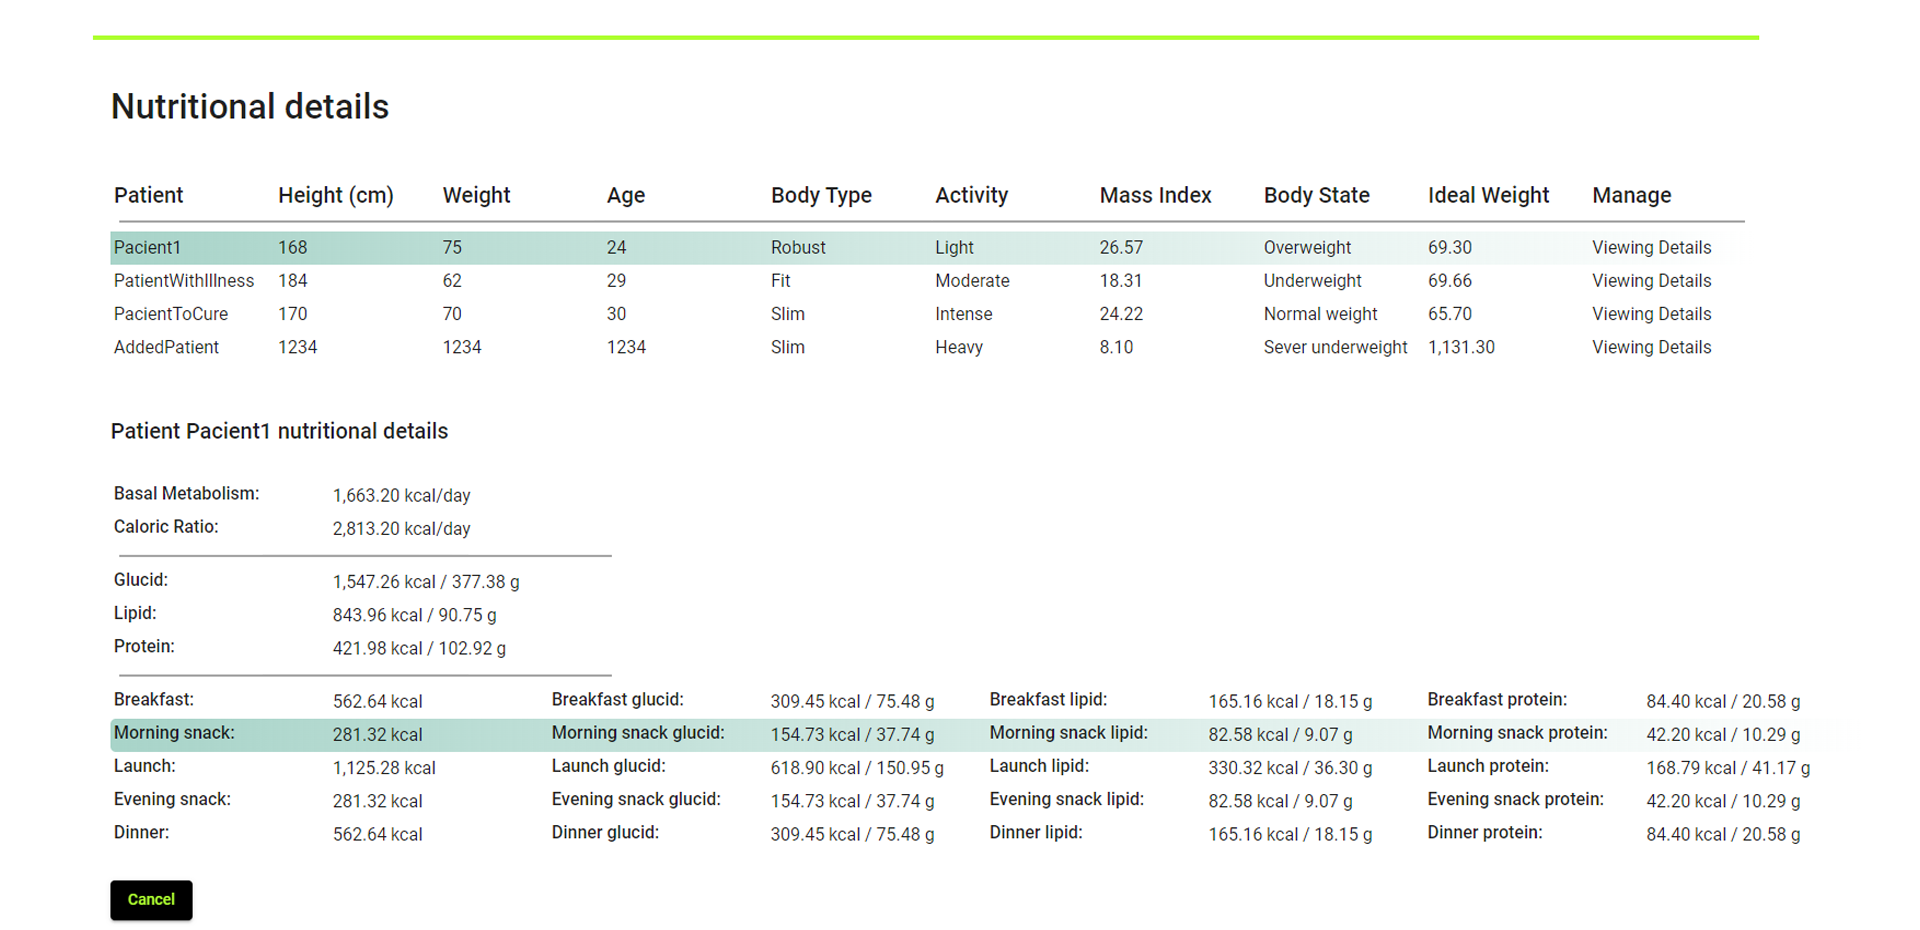 Nutritional details
Patient Height (cm) Weight Age Body Type Activity Mass Index Body State Ideal Weight Manage
Pacient1 168 75 24 Robust Light 26.57 Overweight 69.30 Viewing Details
PatientWithIllness 184 62 29 Fit Moderate 18.31 Underweight 69.66 Viewing Details
PacientToCure 170 70 30 Slim Intense 24.22 Normal weight 65.70 Viewing Details
AddedPatient 1234 1234 1234 Slim Heavy 8.10 Sever underweight 1,131.30 Viewing Details
Patient Pacient1 nutritional details
Basal Metabolism: 1,663.20 kcal/day
Caloric Ratio: 2,813.20 kcal/day
Glucid: 1,547.26 kcal / 377.38 g
Lipid: 843.96 kcal / 90.75 g
Protein: 421.98 kcal / 102.92 g
Breakfast: 562.64 kcal Breakfast glucid: 309.45 kcal / 75.48 g Breakfast lipid: 165.16 kcal / 18.15 g Breakfast protein: 84.40 kcal / 20.58 g
Morning snack: 281.32 kcal Morning snack glucid: 154.73 kcal / 37.74 g Morning snack lipid: 82.58 kcal / 9.07 g Morning snack protein: 42.20 kcal / 10.29 g
Launch: 1,125.28 kcal Launch glucid: 618.90 kcal / 150.95 g Launch lipid: 330.32 kcal / 36.30 g Launch protein: 168.79 kcal / 41.17 g
Evening snack: 281.32 kcal Evening snack glucid: 154.73 kcal / 37.74 g Evening snack lipid: 82.58 kcal / 9.07 g Evening snack protein: 42.20 kcal / 10.29 g
Dinner: 562.64 kcal Dinner glucid: 309.45 kcal / 75.48 g Dinner lipid: 165.16 kcal / 18.15 g Dinner protein: 84.40 kcal / 20.58 g
Cancel